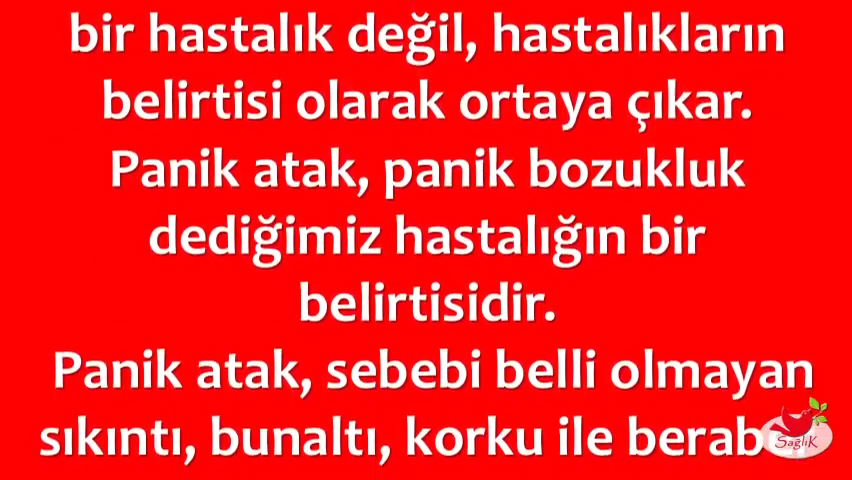 bir hastalık değil, hastalıkların
belirtisi olarak ortaya çıkar.
Panik atak, panik bozukluk
dediğimiz hastalığın bir
belirtisidir.
Panik atak, sebebi belli olmayan
sıkıntı, bunaltı, korku ile
SağlıK